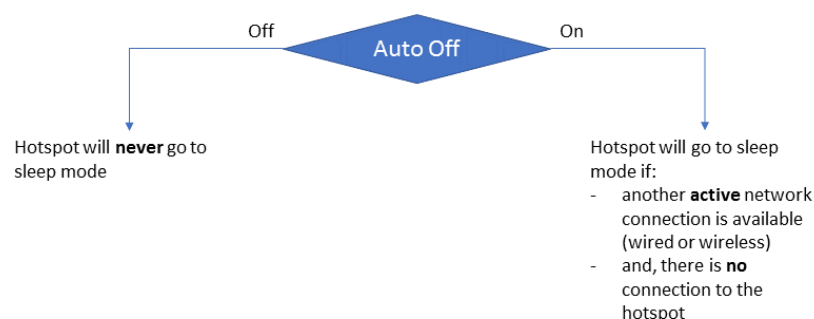 Off
Auto Off
On
Hotspot will never go to
sleep mode
Hotspot will go to sleep
mode if:
- another active network
connection is available
(wired or wireless)
- and, there is no
connection to the
hotspot